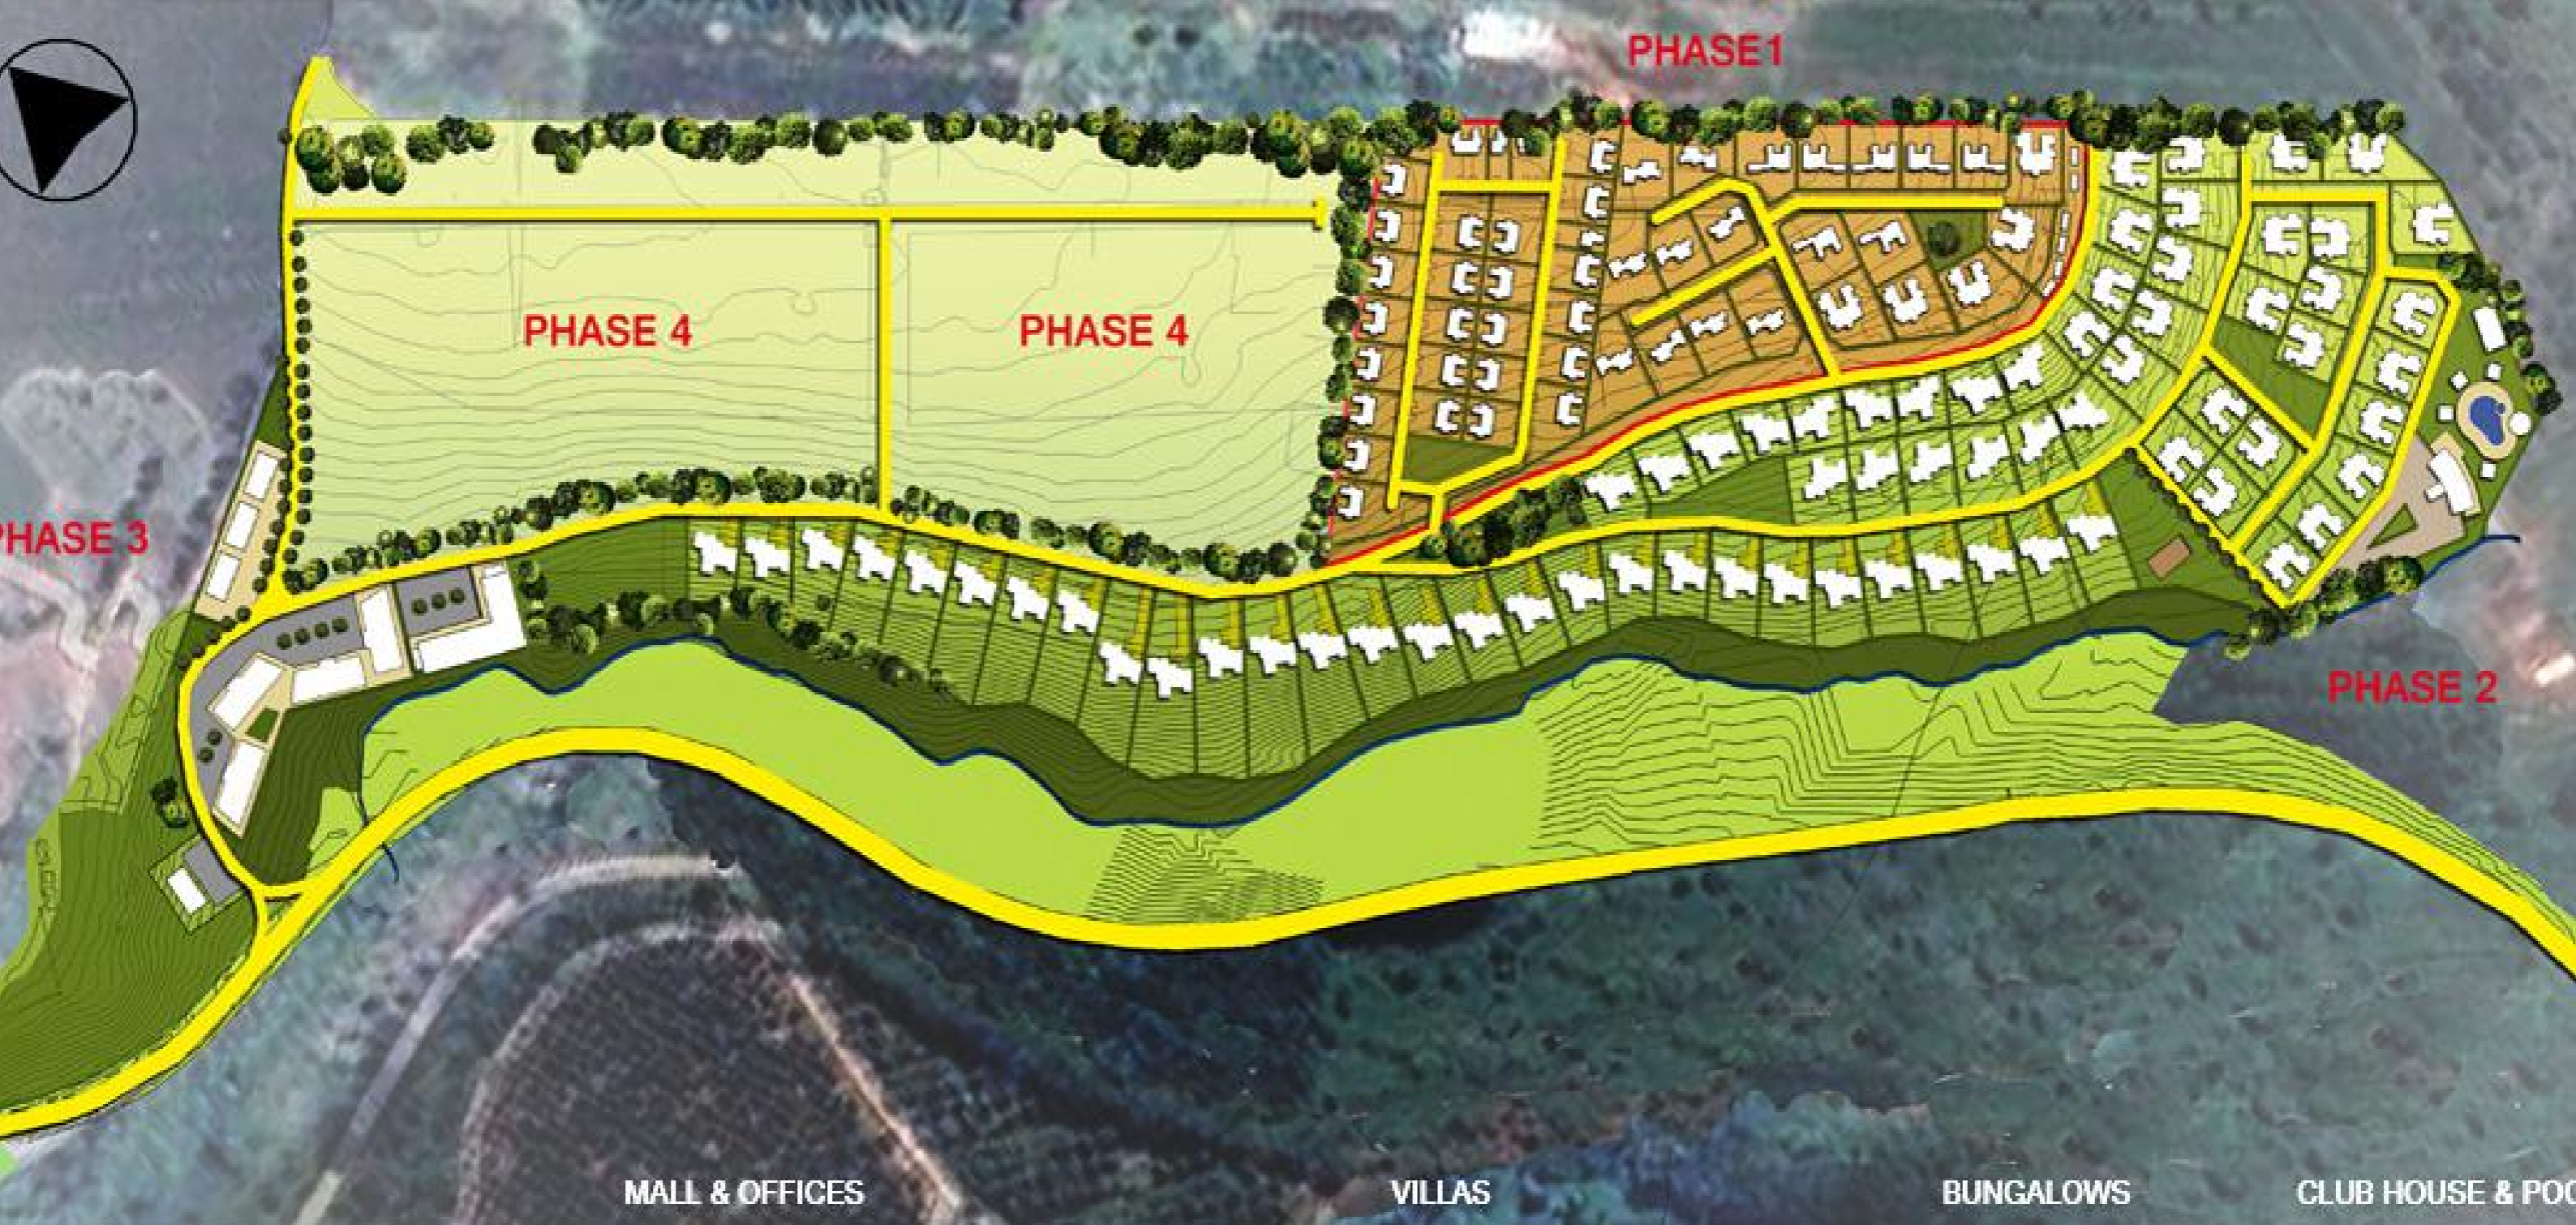 PHASE1
PHASE 4
PHASE 4
PHASE 3
PHASE 2
MALL & OFFICES
VILLAS
BUNGALOWS
CLUB HOUSE & POO